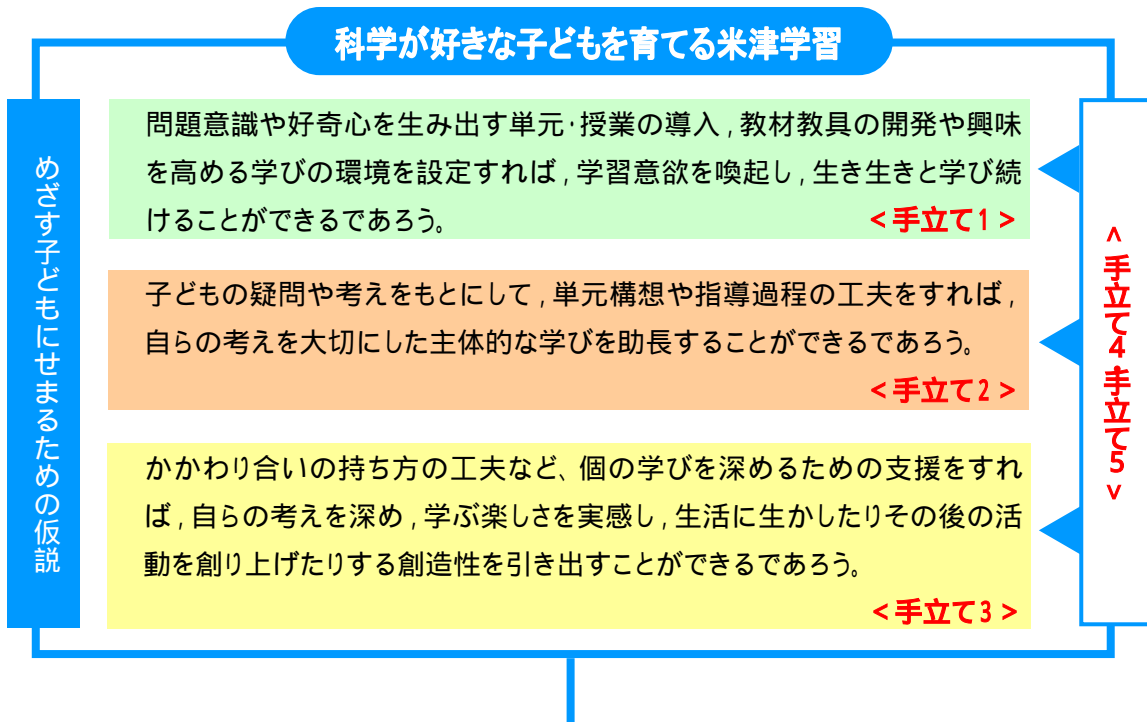 科学が好きな子どもを育てる米津学習
めざす子どもにせまるための仮説
問題意識や好奇心を生み出す単元・授業の導入,教材教具の開発や興味
を高める学びの環境を設定すれば,学習意欲を喚起し,生き生きと学び続
けることができるであろう。
<手立て1>
子どもの疑問や考えをもとにして,単元構想や指導過程の工夫をすれば,
自らの考えを大切にした主体的な学びを助長することができるであろう。
<手立て2>
かかわり合いの持ち方の工夫など、個の学びを深めるための支援をすれ
ば,自らの考えを深め,学ぶ楽しさを実感し,生活に生かしたりその後の活
動を創り上げたりする創造性を引き出すことができるであろう。
<手立て3>
<手立て4・手立て5>